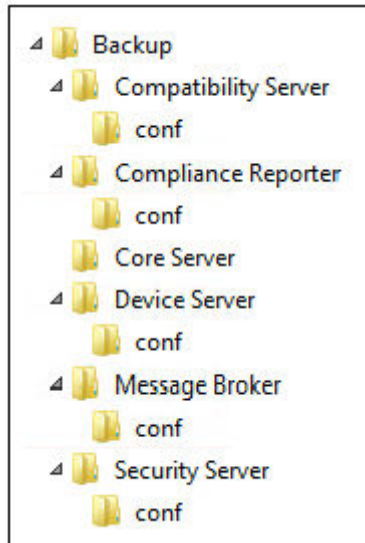 Backup
Compatibility Server
conf
Compliance Reporter
conf
Core Server
Device Server
conf
Message Broker
conf
Security Server
conf